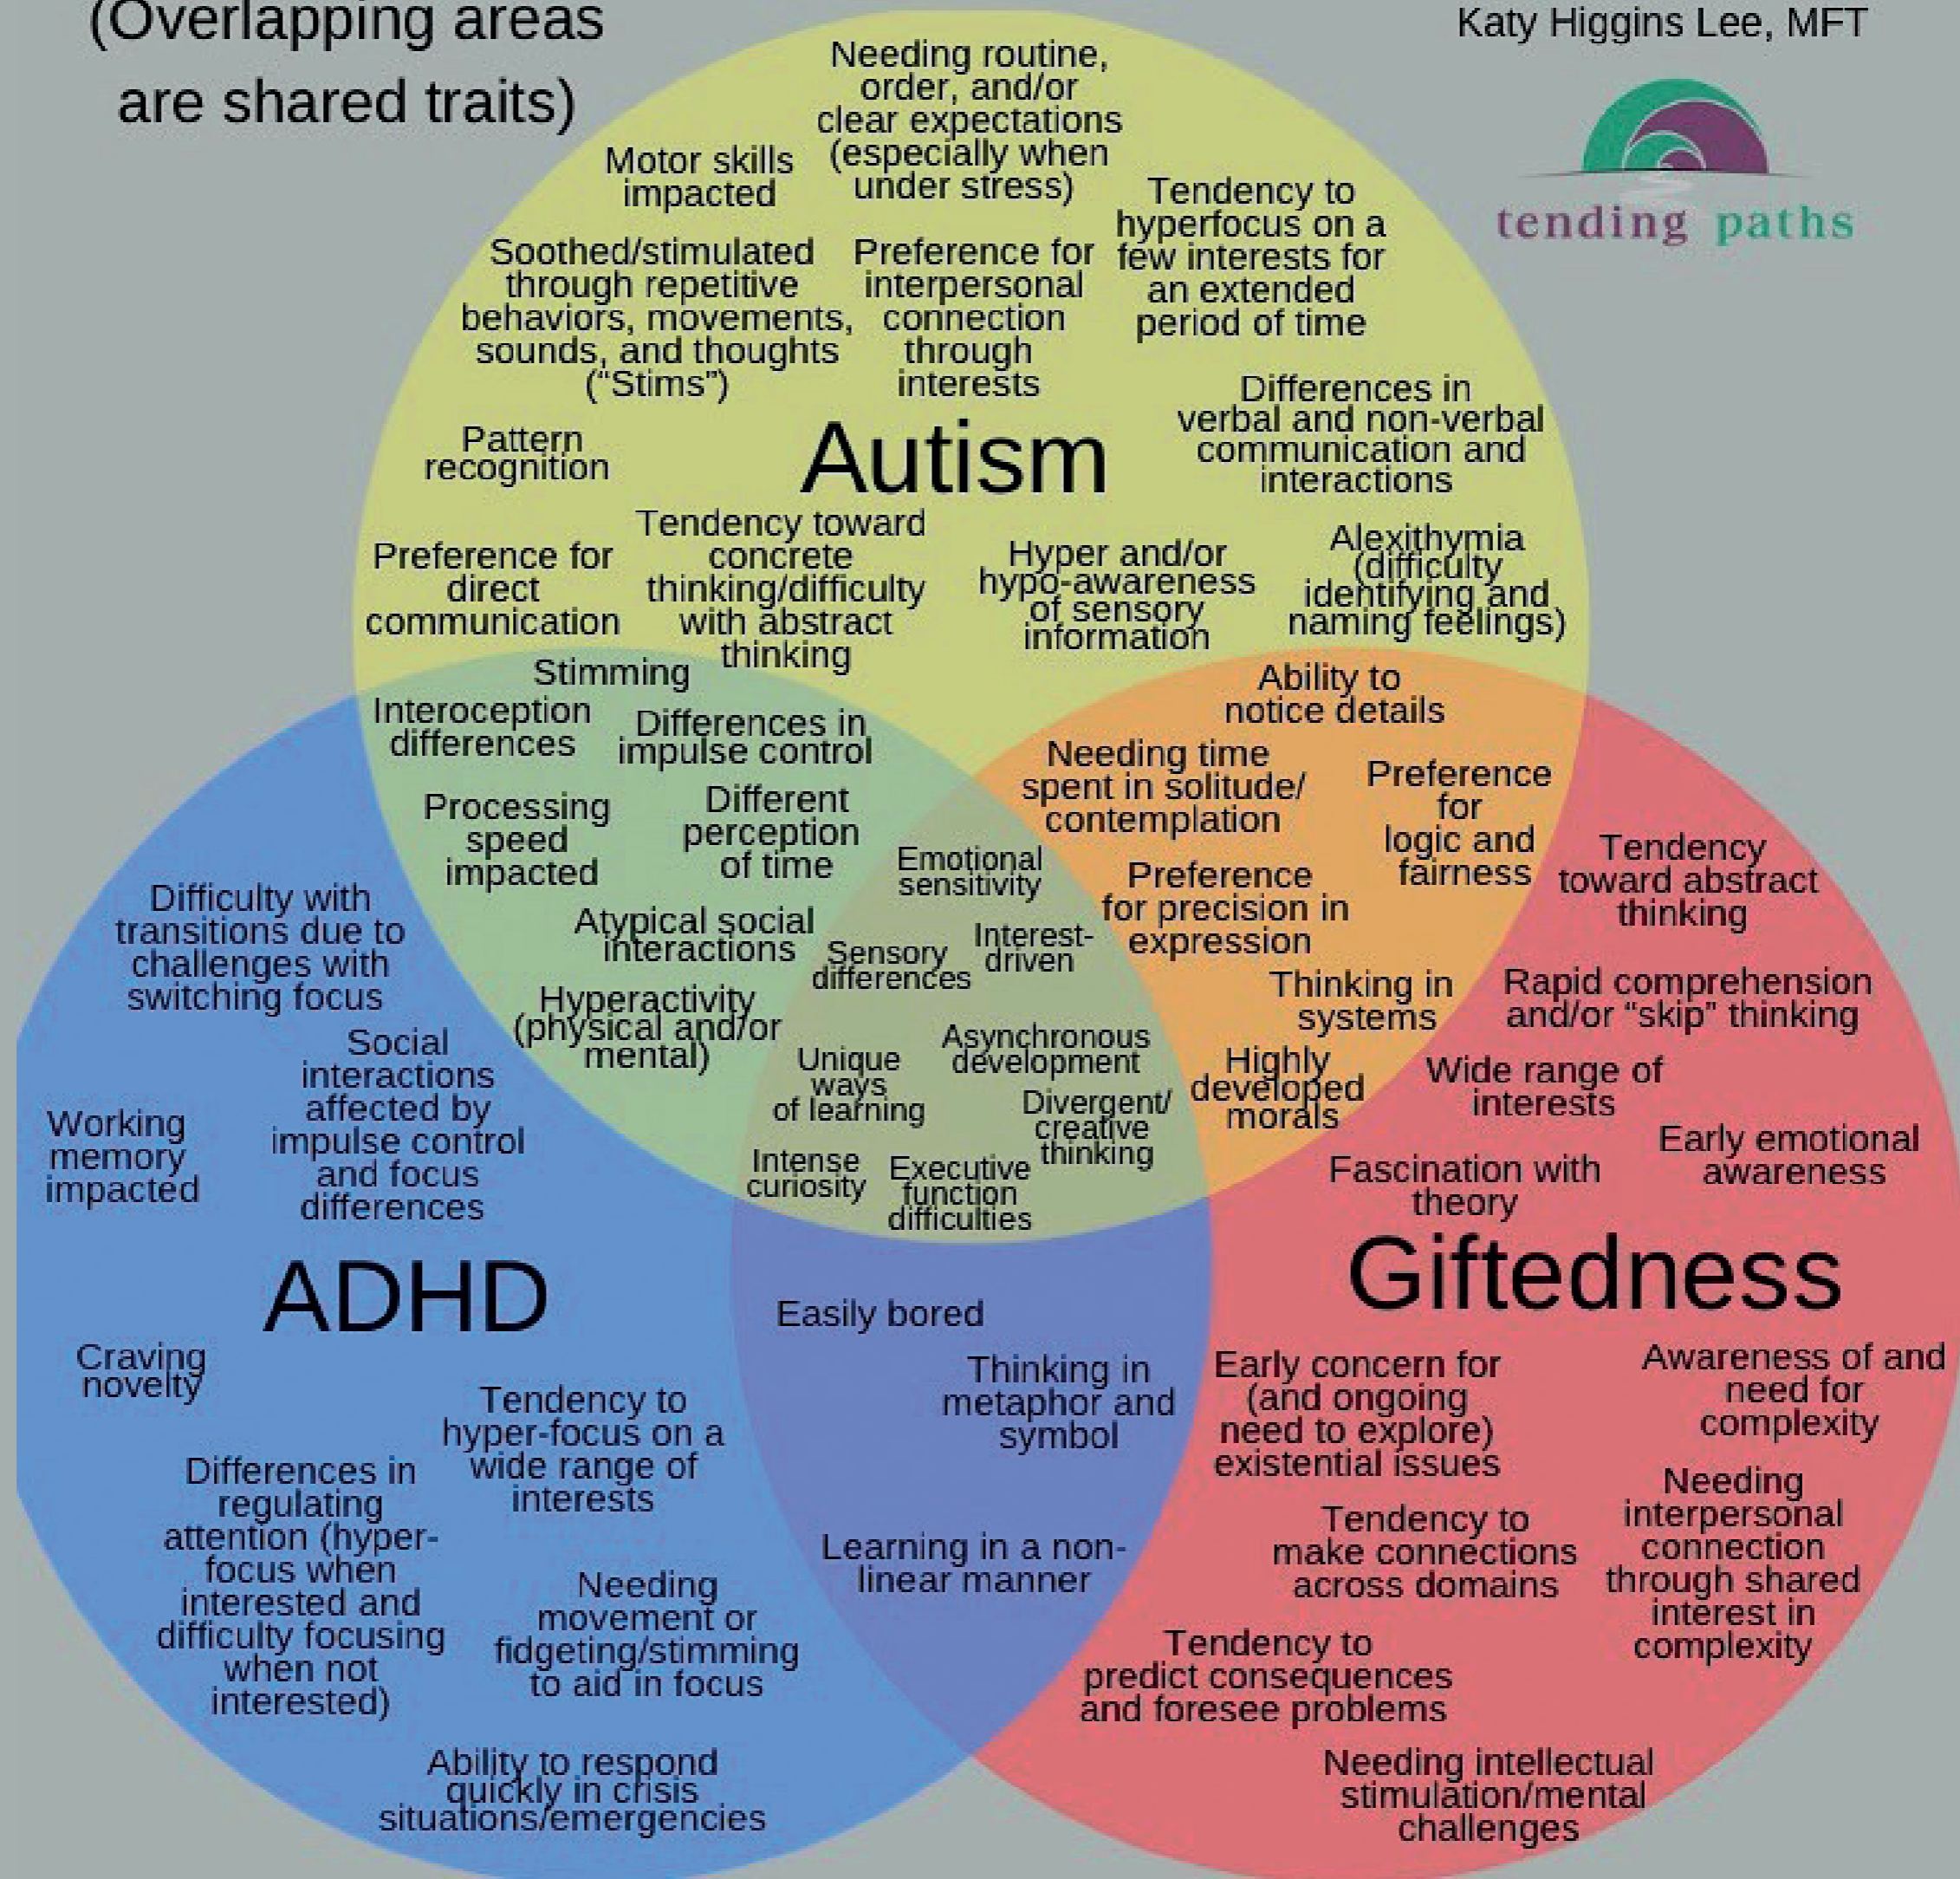 (Overlapping areas
are shared traits)
Katy Higgins Lee, MFT
tending paths
Needing routine,
order, and/or
clear expectations
(especially when
under stress)
Motor skills
impacted
Tendency to
hyperfocus on a
few interests for
an extended
period of time
Soothed/stimulated
through repetitive
behaviors, movements,
sounds, and thoughts
(“Stims”)
Preference for
interpersonal
connection
through
interests
Differences in
verbal and non-verbal
communication and
interactions
Pattern
recognition
Autism
Preference for
direct
communication
Tendency toward
concrete
thinking/difficulty
with abstract
thinking
Hyper and/or
hypo-awareness
of sensory
information
Alexithymia
(difficulty
identifying and
naming feelings)
Stimming
Interoception
differences
Differences in
impulse control
Processing
speed
impacted
Different
perception
of time
Atypical social
interactions
Hyperactivity
(physical and/or
mental)
Ability to
notice details
Needing time
spent in solitude/
contemplation
Preference
for
logic and
fairness
Preference
for precision in
expression
Thinking in
systems
Highly
developed
morals
Emotional
sensitivity
Sensory
differences
Interest-
driven
Asynchronous
development
Unique
ways
of learning
Divergent/
creative
thinking
Intense
curiosity
Executive
function
difficulties
Difficulty with
transitions due to
challenges with
switching focus
Social
interactions
affected by
impulse control
and focus
differences
Working
memory
impacted
ADHD
Craving
novelty
Tendency to
hyper-focus on a
wide range of
interests
Differences in
regulating
attention (hyper-
focus when
interested and
difficulty focusing
when not
interested)
Needing
movement or
fidgeting/stimming
to aid in focus
Ability to respond
quickly in crisis
situations/emergencies
Easily bored
Thinking in
metaphor and
symbol
Learning in a non-
linear manner
Tendency
toward abstract
thinking
Rapid comprehension
and/or “skip” thinking
Wide range of
interests
Early emotional
awareness
Fascination with
theory
Giftedness
Early concern for
(and ongoing
need to explore)
existential issues
Awareness of and
need for
complexity
Needing
interpersonal
connection
through shared
interest in
complexity
Tendency to
make connections
across domains
Tendency to
predict consequences
and foresee problems
Needing intellectual
stimulation/mental
challenges